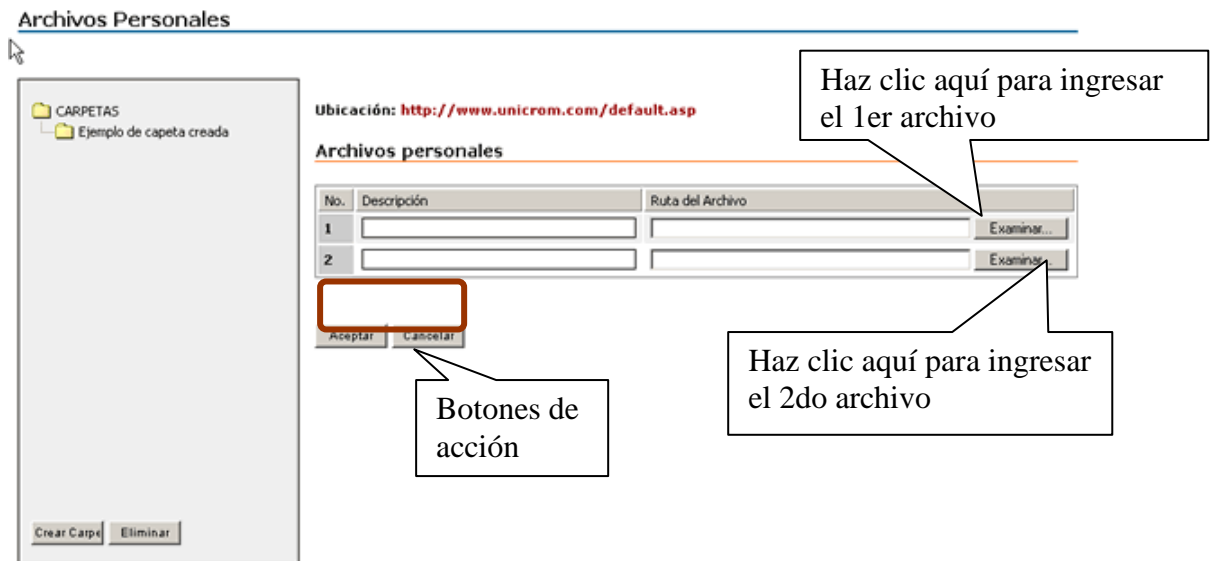 Archivos Personales
CARPETAS
Ejemplo de capeta creada
Crear Carpe
Eliminar
Ubicación: http://www.unicrom.com/default.asp
Archivos personales
No. Descripción Ruta del Archivo
1 Examinar...
2 Examinar...
Aceptar Cancelar
Haz clic aquí para ingresar
el 1er archivo
Haz clic aquí para ingresar
el 2do archivo
Botones de
acción